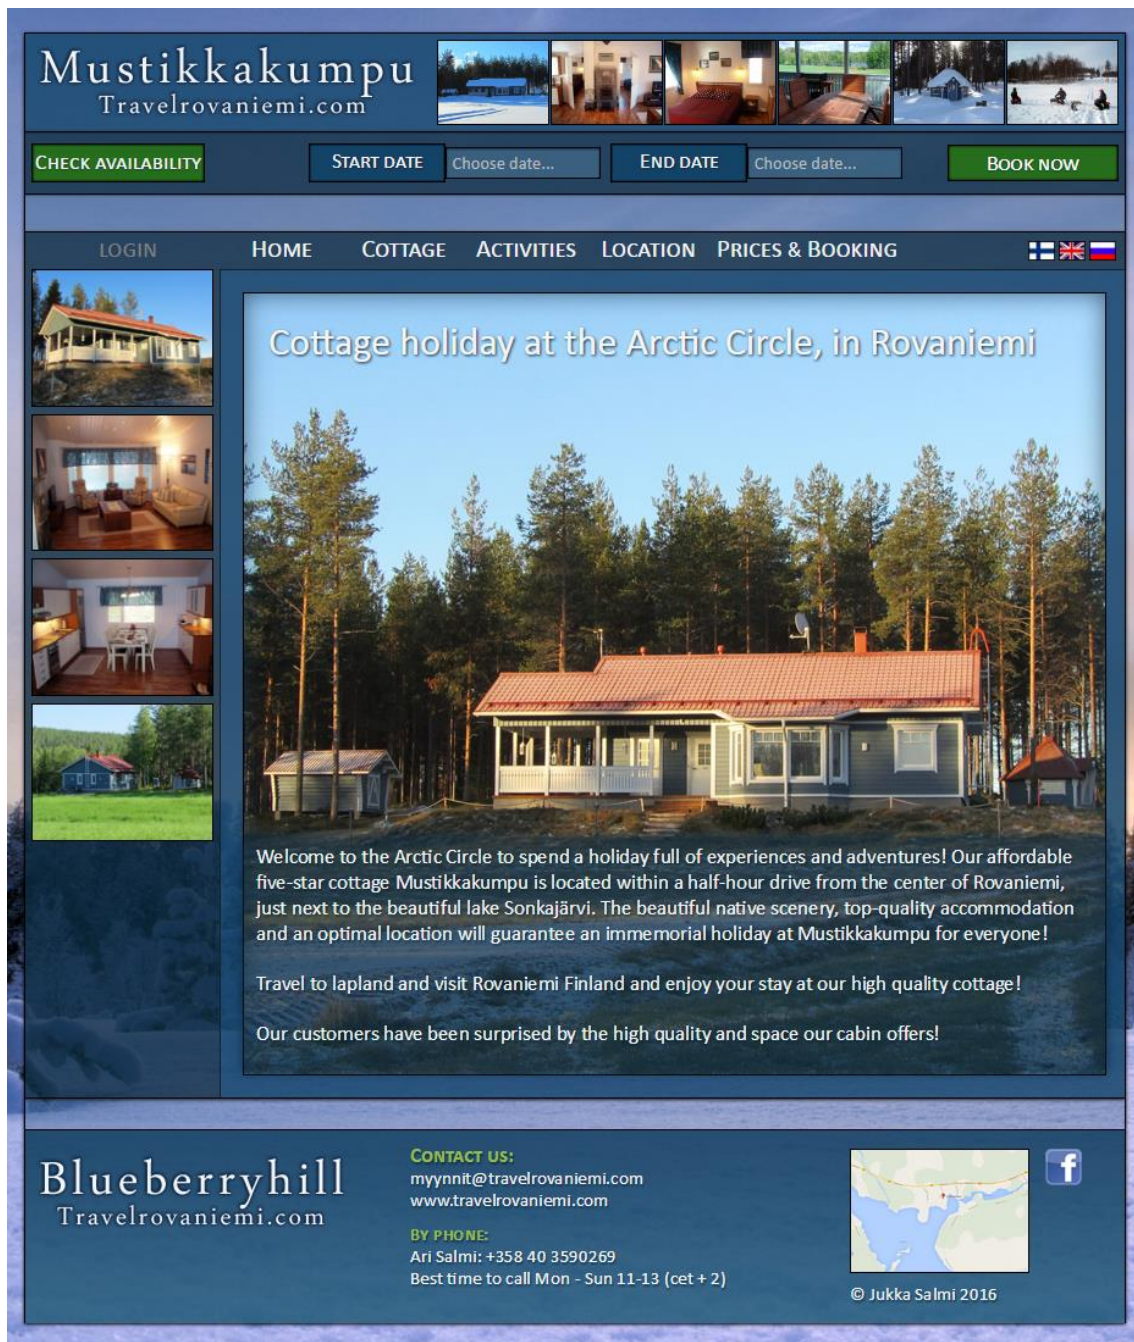 Mustikkakumpu
Travelrovaniemi.com
CHECK AVAILABILITY
START DATE
Choose date...
END DATE
Choose date...
BOOK NOW
LOGIN
HOME
COTTAGE
ACTIVITIES
LOCATION
PRICES & BOOKING
Cottage holiday at the Arctic Circle, in Rovaniemi
Welcome to the Arctic Circle to spend a holiday full of experiences and adventures! Our affordable
five-star cottage Mustikkakumpu is located within a half-hour drive from the center of Rovaniemi,
just next to the beautiful lake Sonkajärvi. The beautiful native scenery, top-quality accommodation
and an optimal location will guarantee an immemorial holiday at Mustikkakumpu for everyone!
Travel to lapland and visit Rovaniemi Finland and enjoy your stay at our high quality cottage!
Our customers have been surprised by the high quality and space our cabin offers!
Blueberryhill
Travelrovaniemi.com
CONTACT US:
myynnit@travelrovaniemi.com
www.travelrovaniemi.com
BY PHONE:
Ari Salmi: +358 40 3590269
Best time to call Mon - Sun 11-13 (cet + 2)
f
© Jukka Salmi 2016